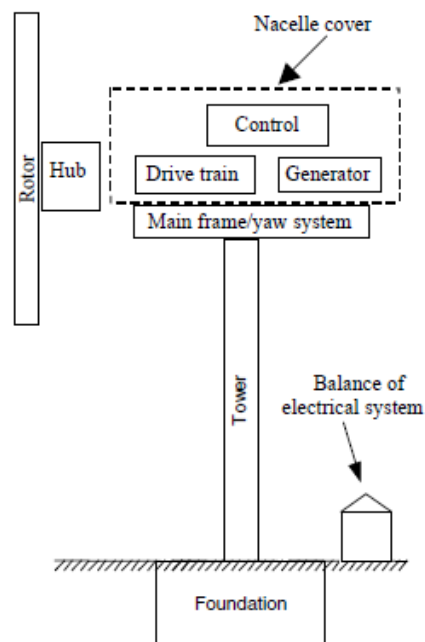 Nacelle cover
Control
Rotor
Hub
Drive train
Generator
Main frame/yaw system
Tower
Balance of
electrical system
Foundation